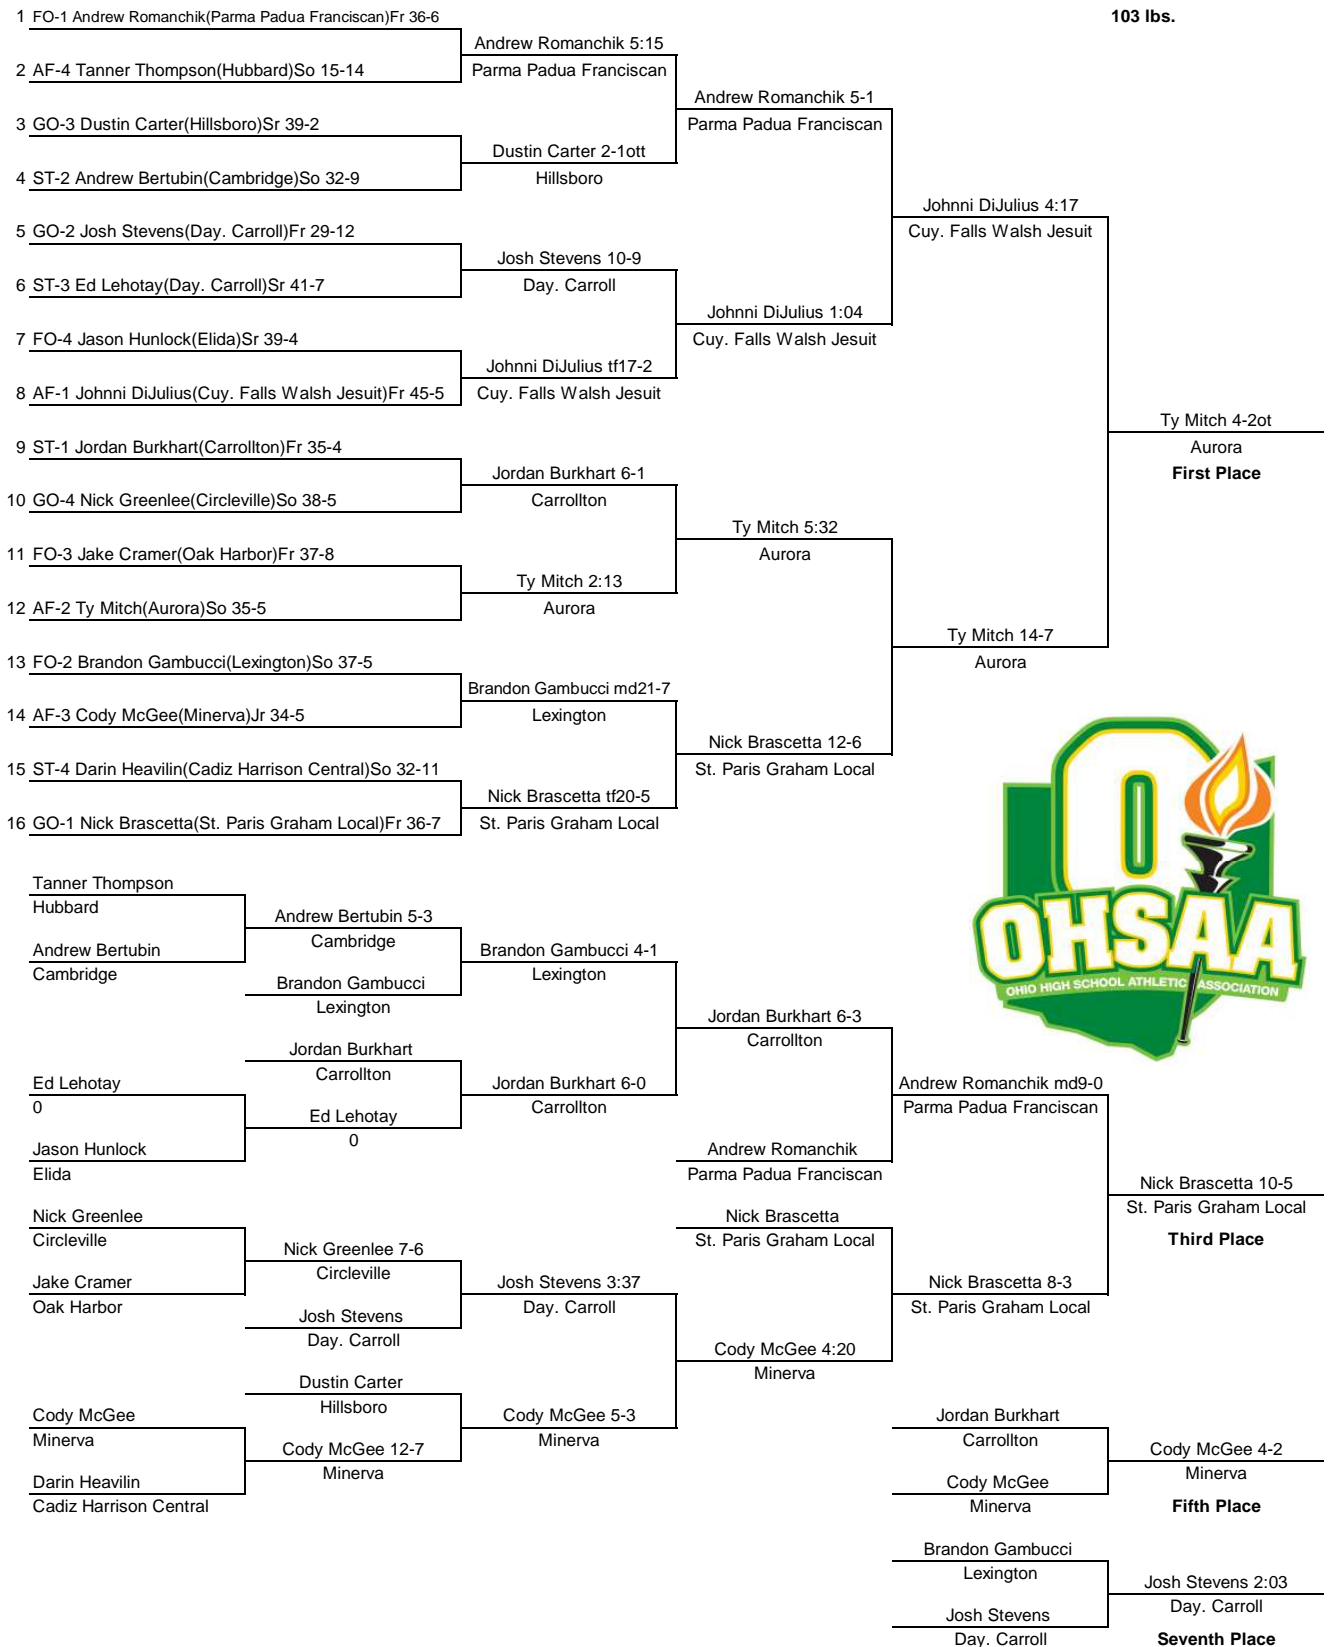 1 FO-1 Andrew Romanchik(Parma Padua Franciscan)Fr 36-6
103 lbs.
Andrew Romanchik 5:15
2 AF-4 Tanner Thompson(Hubbard)So 15-14
Parma Padua Franciscan
Andrew Romanchik 5-1
3 GO-3 Dustin Carter(Hillsboro)Sr 39-2
Parma Padua Franciscan
Dustin Carter 2-1ott
4 ST-2 Andrew Bertubin(Cambridge)So 32-9
Hillsboro
Johnni DiJulius 4:17
5 GO-2 Josh Stevens(Day. Carroll)Fr 29-12
Cuy. Falls Walsh Jesuit
Josh Stevens 10-9
6 ST-3 Ed Lehotay(Day. Carroll)Sr 41-7
Day. Carroll
Johnni DiJulius 1:04
7 FO-4 Jason Hunlock(Elida)Sr 39-4
Cuy. Falls Walsh Jesuit
Johnni DiJulius tf17-2
8 AF-1 Johnni DiJulius(Cuy. Falls Walsh Jesuit)Fr 45-5
Cuy. Falls Walsh Jesuit
Ty Mitch 4-2ot
9 ST-1 Jordan Burkhart(Carrollton)Fr 35-4
Aurora
Jordan Burkhart 6-1
First Place
10 GO-4 Nick Greenlee(Circleville)So 38-5
Carrollton
Ty Mitch 5:32
11 FO-3 Jake Cramer(Oak Harbor)Fr 37-8
Aurora
Ty Mitch 2:13
12 AF-2 Ty Mitch(Aurora)So 35-5
Aurora
Ty Mitch 14-7
13 FO-2 Brandon Gambucci(Lexington)So 37-5
Aurora
Brandon Gambucci md21-7
14 AF-3 Cody McGee(Minerva)Jr 34-5
Lexington
Nick Brascetta 12-6
15 ST-4 Darin Heavilin(Cadiz Harrison Central)So 32-11
St. Paris Graham Local
Nick Brascetta tf20-5
16 GO-1 Nick Brascetta(St. Paris Graham Local)Fr 36-7
St. Paris Graham Local
O
OHSAA
OHIO HIGH SCHOOL ATHLETIC ASSOCIATION
Tanner Thompson
Hubbard
Andrew Bertubin 5-3
Cambridge
Andrew Bertubin
Cambridge
Brandon Gambucci 4-1
Lexington
Brandon Gambucci
Lexington
Jordan Burkhart 6-3
Carrollton
Jordan Burkhart
Carrollton
Ed Lehotay
0
Jordan Burkhart 6-0
Carrollton
Andrew Romanchik md9-0
Parma Padua Franciscan
Ed Lehotay
0
Jason Hunlock
Elida
Andrew Romanchik
Parma Padua Franciscan
Nick Brascetta 10-5
St. Paris Graham Local
Third Place
Nick Greenlee
Circleville
Nick Brascetta
St. Paris Graham Local
Nick Greenlee 7-6
Circleville
Jake Cramer
Oak Harbor
Josh Stevens 3:37
Day. Carroll
Nick Brascetta 8-3
St. Paris Graham Local
Josh Stevens
Day. Carroll
Cody McGee 4:20
Minerva
Dustin Carter
Hillsboro
Cody McGee
Minerva
Cody McGee 5-3
Minerva
Jordan Burkhart
Carrollton
Cody McGee 12-7
Minerva
Cody McGee 4-2
Minerva
Darin Heavilin
Cadiz Harrison Central
Cody McGee
Minerva
Fifth Place
Brandon Gambucci
Lexington
Josh Stevens 2:03
Day. Carroll
Josh Stevens
Day. Carroll
Seventh Place